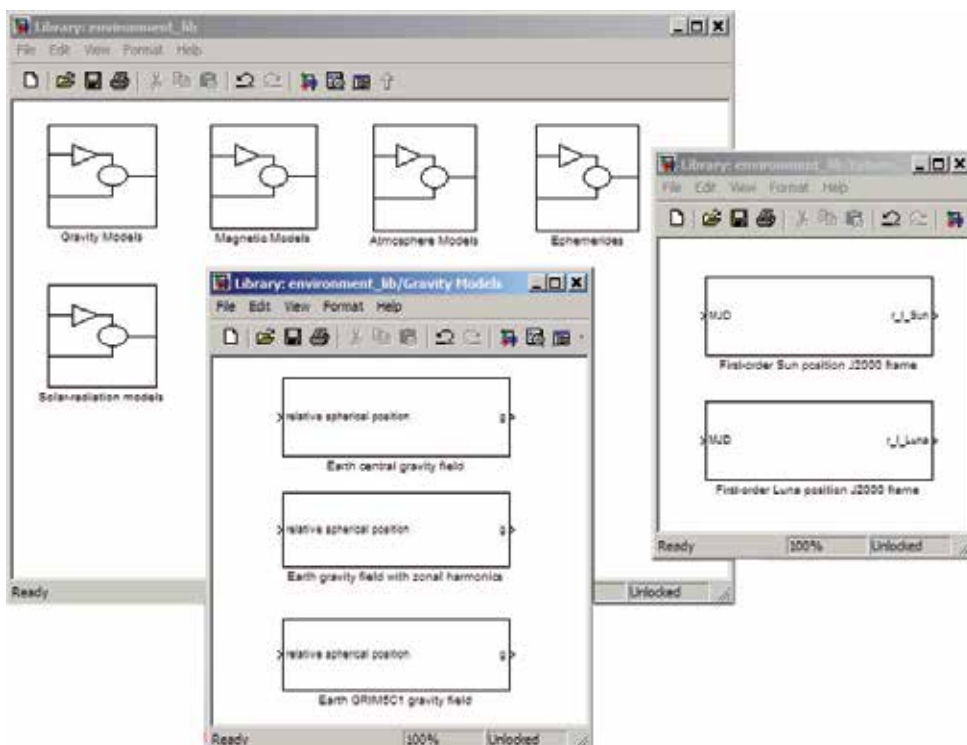 Library: environment_lib
File Edit View Format Help
Gravity Models
Magnetic Models
Atmosphere Models
Ephemerides
Solar-radiation models
Ready
Unlocked
Library: environment_lib/Gravity Models
File Edit View Format Help
relative spherical position
g
Earth central gravity field
relative spherical position
g
Earth gravity field with zonal harmonics
relative spherical position
g
Earth GRIM5C1 gravity field
Ready 100% Unlocked
Library: environment_lib/
File Edit View Format Help
MJD r_I_Sun
First-order Sun position J2000 frame
MJD r_I_Luna
First-order Luna position J2000 frame
Ready 100% Unlocked